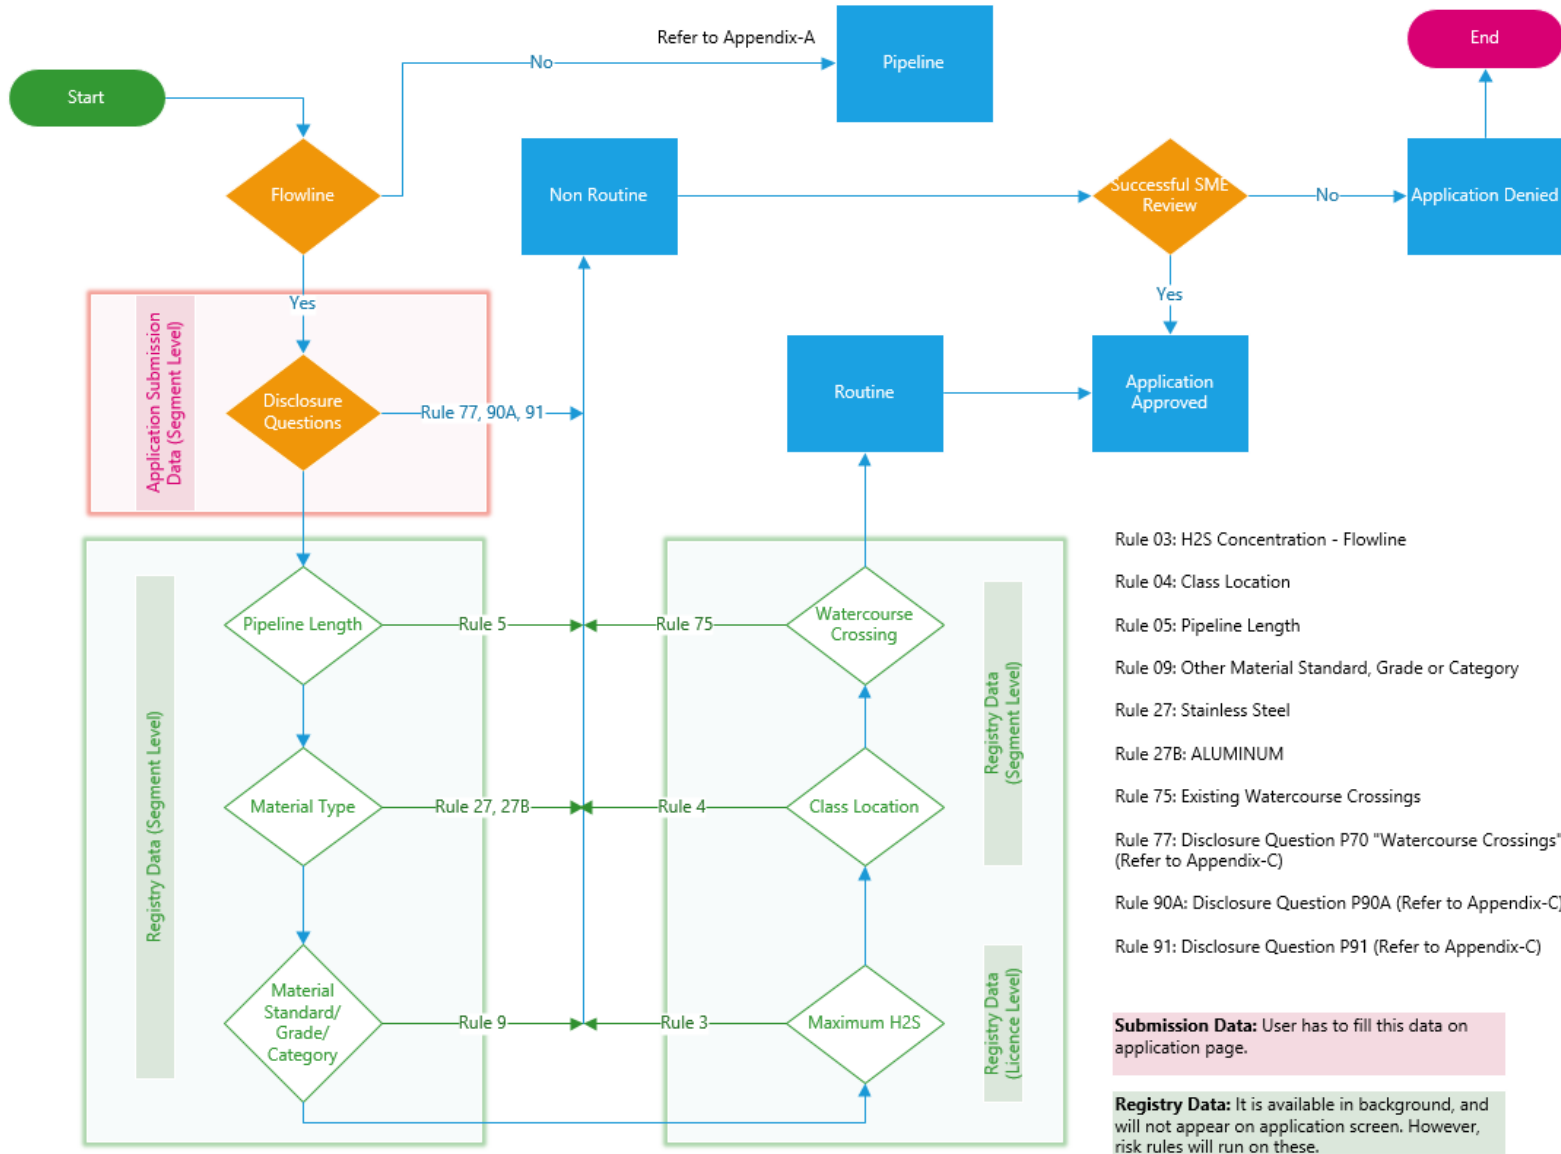 Refer to Appendix-A
No
Pipeline
End
Start
Flowline
Non Routine
Successful SME
Review
No
Application Denied
Yes
Yes
Application Submission
Data (Segment Level)
Disclosure
Questions
Rule 77, 90A, 91
Routine
Application
Approved
Pipeline Length
Rule 5
Rule 75
Watercourse
Crossing
Registry Data
(Segment Level)
Registry Data (Segment Level)
Material Type
Rule 27, 27B
Rule 4
Class Location
Material
Standard/
Grade/
Category
Rule 9
Rule 3
Maximum H2S
Registry Data
(Licence Level)
Rule 03: H2S Concentration - Flowline
Rule 04: Class Location
Rule 05: Pipeline Length
Rule 09: Other Material Standard, Grade or Category
Rule 27: Stainless Steel
Rule 27B: ALUMINUM
Rule 75: Existing Watercourse Crossings
Rule 77: Disclosure Question P70 "Watercourse Crossings"
(Refer to Appendix-C)
Rule 90A: Disclosure Question P90A (Refer to Appendix-C)
Rule 91: Disclosure Question P91 (Refer to Appendix-C)
Submission Data: User has to fill this data on
application page.
Registry Data: It is available in background, and
will not appear on application screen. However,
risk rules will run on these.